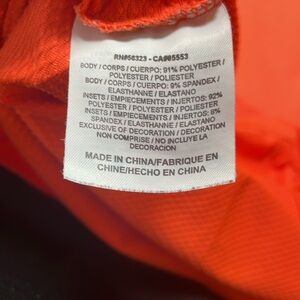 RN#56323 - CA#05553
BODY / CORPS / CUERPO: 91% POLYESTER /
POLYESTER / POLIESTER
BODY / CORPS / CUERPO: 9% SPANDEX /
ELASTHANNE / ELASTANO
INSETS / EMPIECEMENTS / INJERTOS: 92%
POLYESTER / POLYESTER / POLIESTER
INSETS / EMPIECEMENTS / INJERTOS: 8%
SPANDEX / ELASTHANNE / ELASTANO
EXCLUSIVE OF DECORATION / DECORATION
NON COMPRISE / NO INCLUYE LA
DECORACION
MADE IN CHINA/FABRIQUE EN
CHINE/HECHO EN CHINA